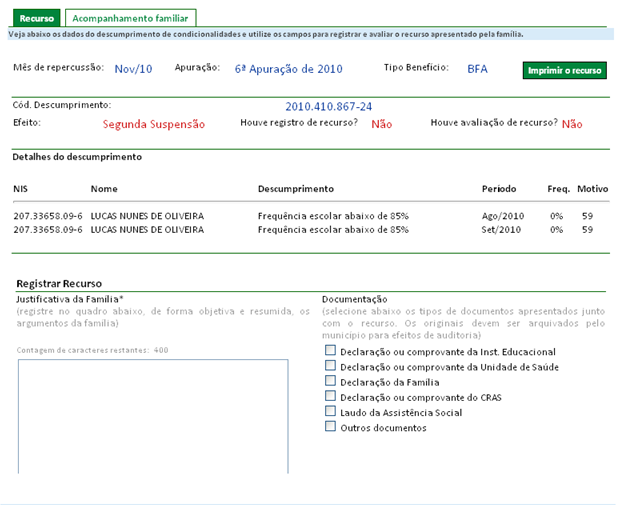 Recurso Acompanhamento familiar
Veja abaixo os dados do descumprimento de condicionalidades e utilize os campos para registrar e avaliar o recurso apresentado pela família.
Mês de repercussão: Nov/10 Apuração: 6ª Apuração de 2010 Tipo Benefício: BFA Imprimir o recurso
Cód. Descumprimento: 2010.410.867-24
Efeito: Segunda Suspensão Houve registro de recurso? Não Houve avaliação de recurso? Não
Detalhes do descumprimento
NIS Nome Descumprimento Período Freq. Motivo
207.33658.09-6 LUCAS NUNES DE OLIVEIRA Frequência escolar abaixo de 85% Ago/2010 0% 59
207.33658.09-6 LUCAS NUNES DE OLIVEIRA Frequência escolar abaixo de 85% Set/2010 0% 59
Registrar Recurso
Justificativa da Família*
(registre no quadro abaixo, de forma objetiva e resumida, os
argumentos da família)
Contagem de caracteres restantes: 400
Documentação
(selecione abaixo os tipos de documentos apresentados junto
com o recurso. Os originais devem ser arquivados pelo
município para efeitos de auditoria)
Declaração ou comprovante da Inst. Educacional
Declaração ou comprovante da Unidade de Saúde
Declaração da Família
Declaração ou comprovante do CRAS
Laudo da Assistência Social
Outros documentos